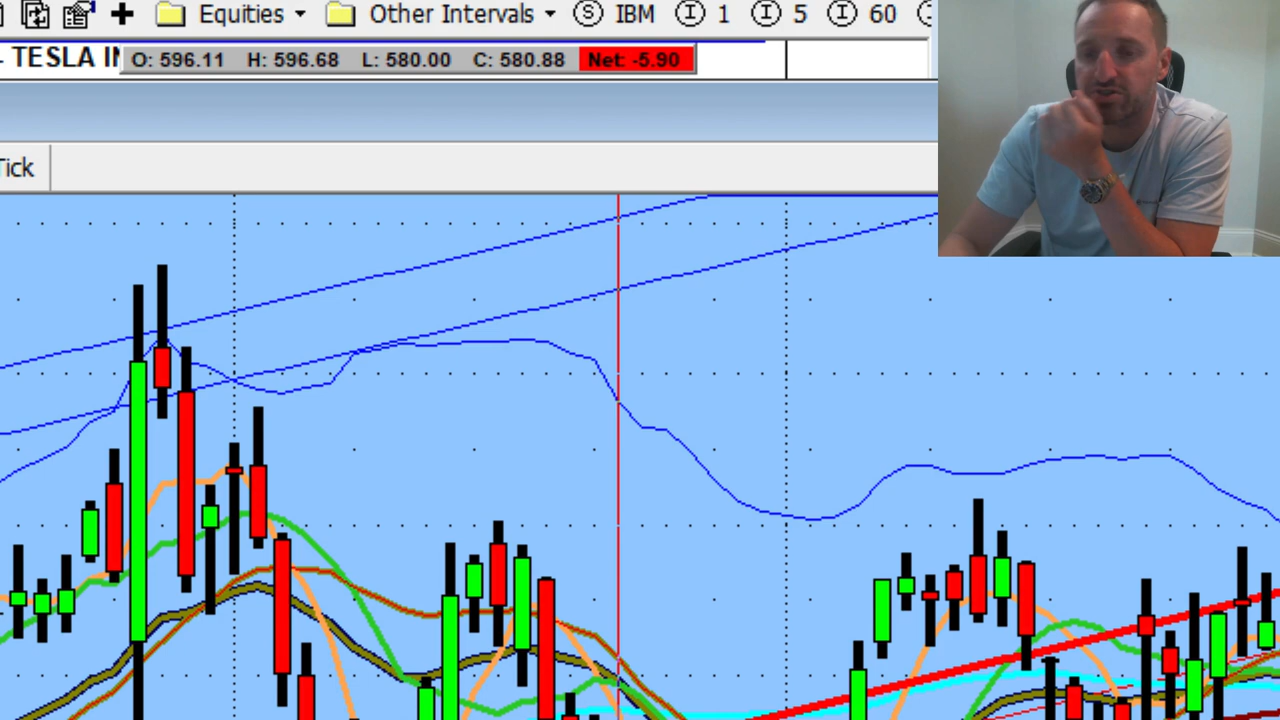 Equities Other Intervals S IBM I 1 I 5 I 60
- TESLA IN O: 596.11 H: 596.68 L: 580.00 C: 580.88 Net: -5.90
Tick